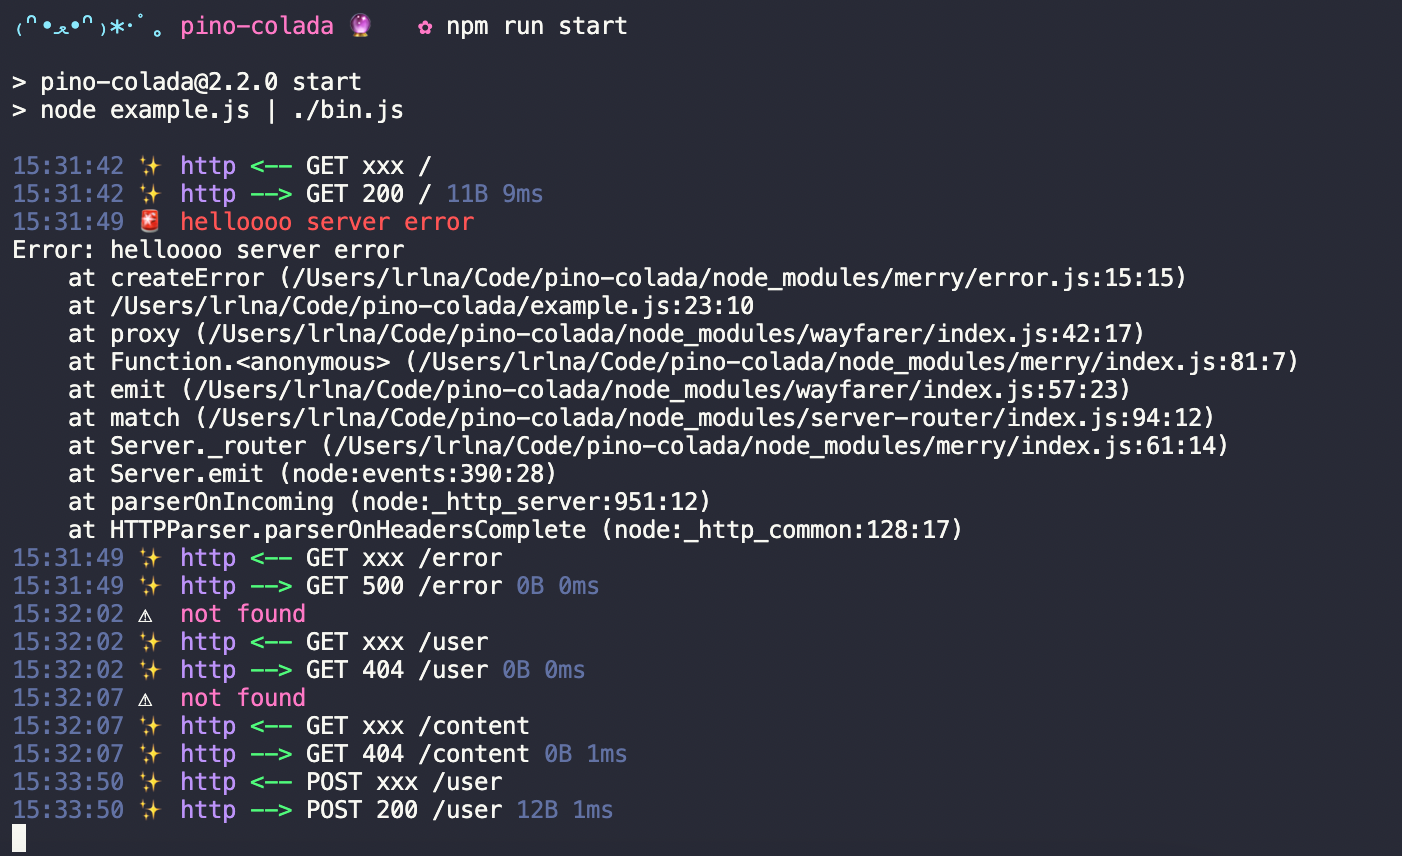 ₍ᐢ•ﻌ•ᐢ₎*･ﾟ｡ pino-colada 🔮 ✿ npm run start
> pino-colada@2.2.0 start
> node example.js | ./bin.js
15:31:42 ✨ http <-- GET xxx /
15:31:42 ✨ http --> GET 200 / 11B 9ms
15:31:49 🚨 helloooo server error
Error: helloooo server error
    at createError (/Users/lrlna/Code/pino-colada/node_modules/merry/error.js:15:15)
    at /Users/lrlna/Code/pino-colada/example.js:23:10
    at proxy (/Users/lrlna/Code/pino-colada/node_modules/wayfarer/index.js:42:17)
    at Function.<anonymous> (/Users/lrlna/Code/pino-colada/node_modules/merry/index.js:81:7)
    at emit (/Users/lrlna/Code/pino-colada/node_modules/wayfarer/index.js:57:23)
    at match (/Users/lrlna/Code/pino-colada/node_modules/server-router/index.js:94:12)
    at Server._router (/Users/lrlna/Code/pino-colada/node_modules/merry/index.js:61:14)
    at Server.emit (node:events:390:28)
    at parserOnIncoming (node:_http_server:951:12)
    at HTTPParser.parserOnHeadersComplete (node:_http_common:128:17)
15:31:49 ✨ http <-- GET xxx /error
15:31:49 ✨ http --> GET 500 /error 0B 0ms
15:32:02 ⚠ not found
15:32:02 ✨ http <-- GET xxx /user
15:32:02 ✨ http --> GET 404 /user 0B 0ms
15:32:07 ⚠ not found
15:32:07 ✨ http <-- GET xxx /content
15:32:07 ✨ http --> GET 404 /content 0B 1ms
15:33:50 ✨ http <-- POST xxx /user
15:33:50 ✨ http --> POST 200 /user 12B 1ms